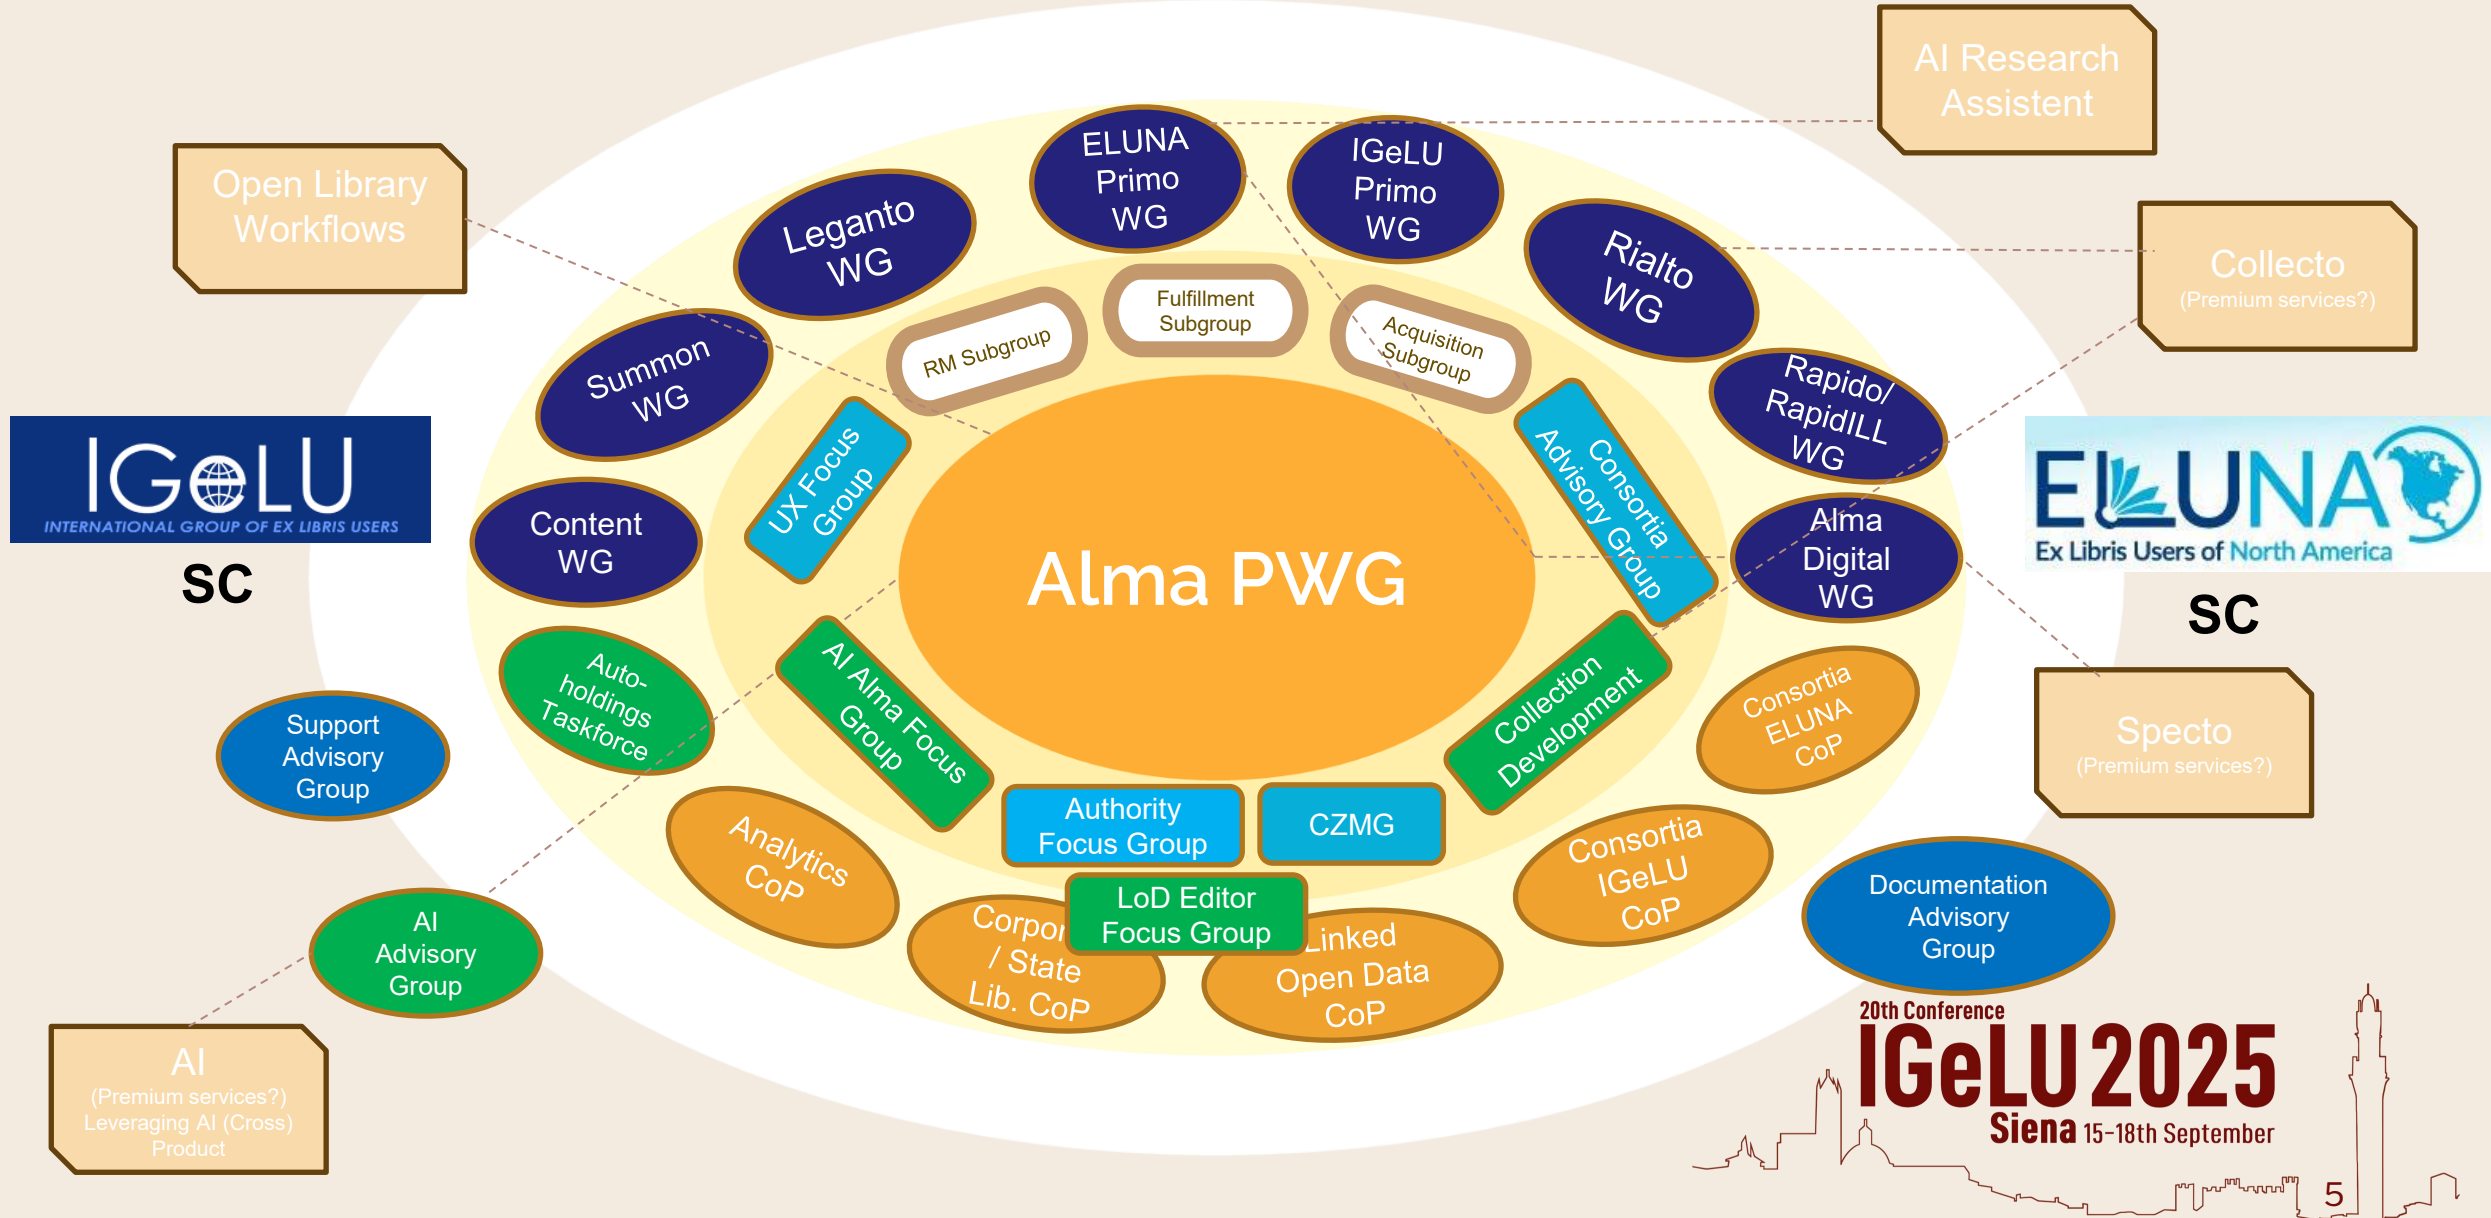 AI Research
Assistent
Open Library
Workflows
ELUNA
Primo
WG
IGeLU
Primo
WG
Leganto
WG
Rialto
WG
Collecto
(Premium services?)
Fulfillment
Subgroup
RM Subgroup
Acquisition
Subgroup
Summon
WG
Rapido/
RapidILL
WG
IGeLU
INTERNATIONAL GROUP OF EX LIBRIS USERS
SC
UX Focus
Group
Consortia
Advisory Group
ELUNA
Ex Libris Users of North America
SC
Content
WG
Alma PWG
Alma
Digital
WG
Auto-
holdings
Taskforce
AI Alma Focus
Group
Collection
Development
Consortia
ELUNA
CoP
Support
Advisory
Group
Specto
(Premium services?)
Authority
Focus Group
CZMG
Analytics
CoP
Consortia
IGeLU
CoP
LoD Editor
Focus Group
/ State
Lib. CoP
Linked
Open Data
CoP
Documentation
Advisory
Group
AI
Advisory
Group
AI
(Premium services?)
Leveraging AI (Cross)
Product
20th Conference
IGeLU 2025
Siena 15-18th September
5